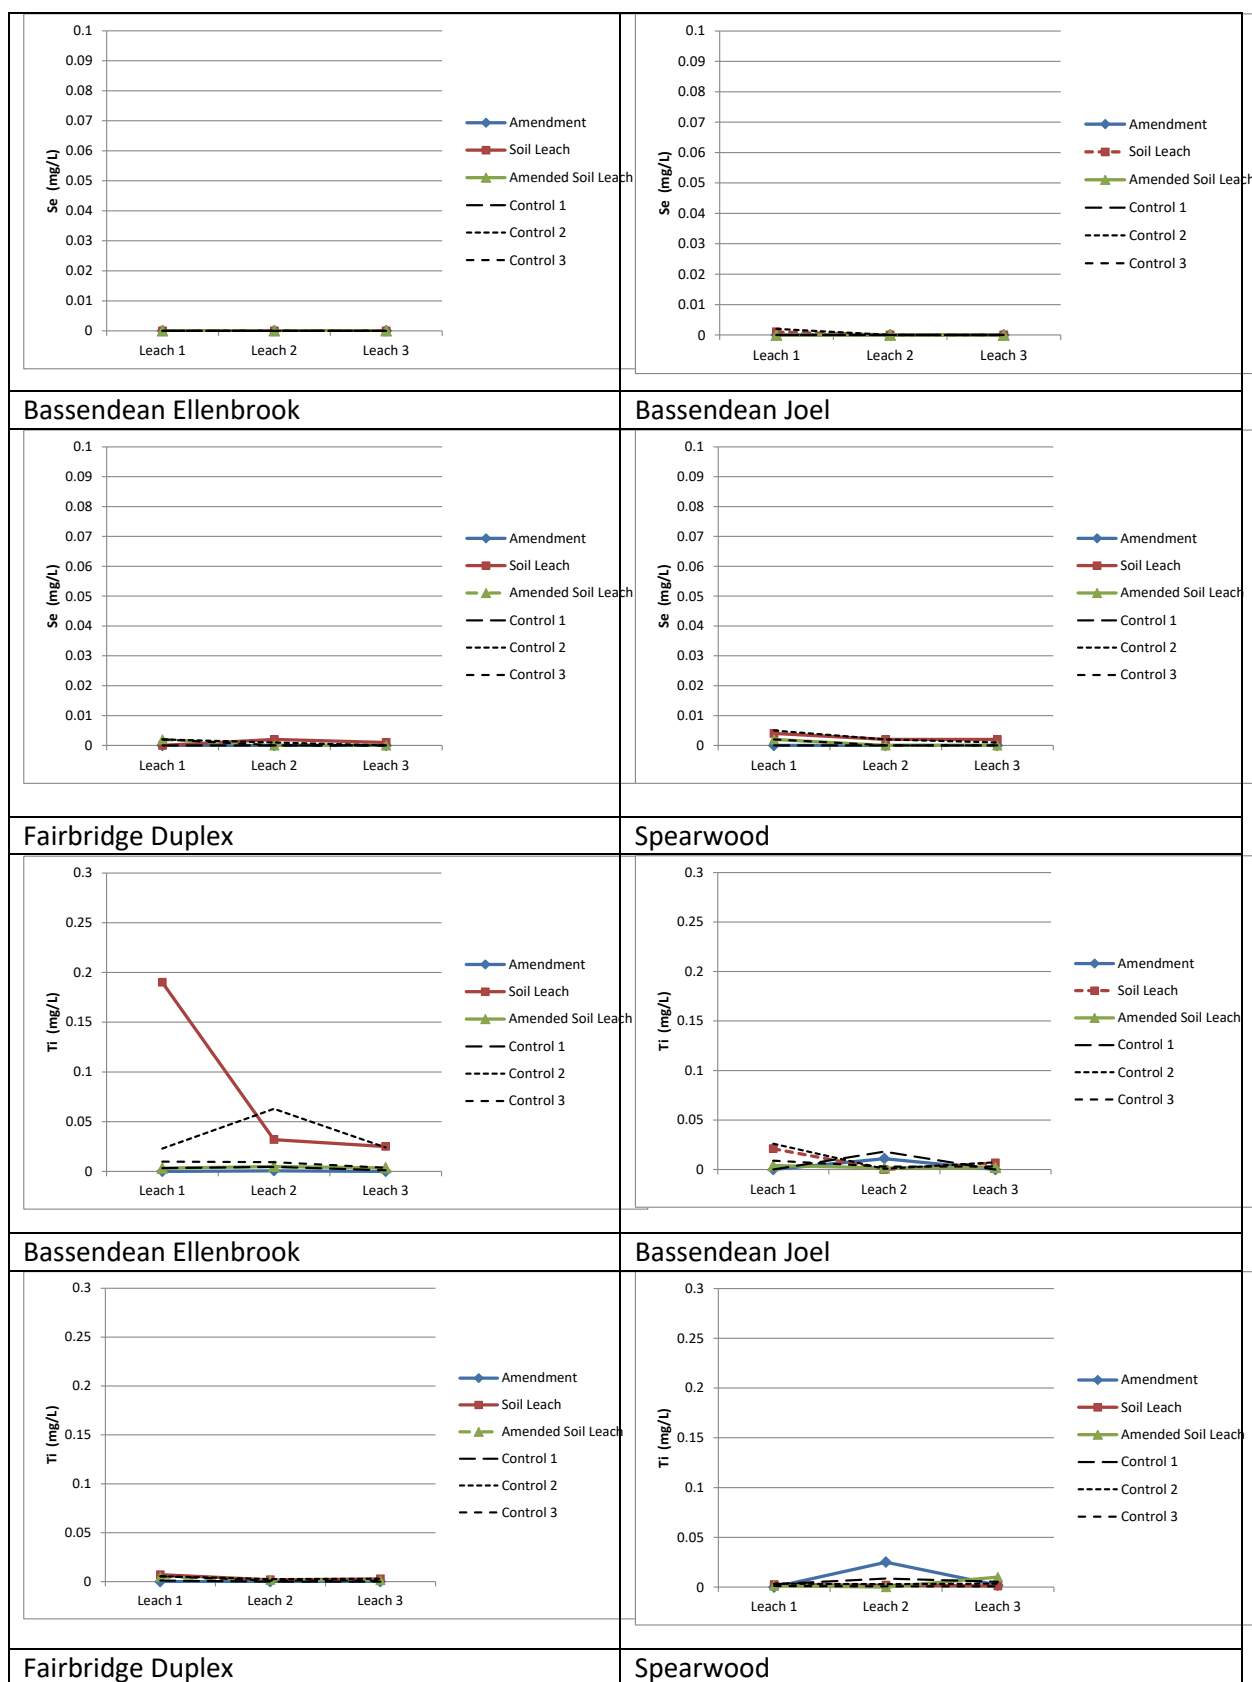 0.1
0.09
0.08
0.07
0.06
0.05
0.04
0.03
0.02
0.01
0
Se (mg/L)
Leach 1 Leach 2 Leach 3
Amendment
Soil Leach
Amended Soil Leach
Control 1
Control 2
Control 3
0.1
0.09
0.08
0.07
0.06
0.05
0.04
0.03
0.02
0.01
0
Se (mg/L)
Leach 1 Leach 2 Leach 3
Amendment
Soil Leach
Amended Soil Leach
Control 1
Control 2
Control 3
Bassendean Ellenbrook
Bassendean Joel
0.1
0.09
0.08
0.07
0.06
0.05
0.04
0.03
0.02
0.01
0
Se (mg/L)
Leach 1 Leach 2 Leach 3
Amendment
Soil Leach
Amended Soil Leach
Control 1
Control 2
Control 3
0.1
0.09
0.08
0.07
0.06
0.05
0.04
0.03
0.02
0.01
0
Se (mg/L)
Leach 1 Leach 2 Leach 3
Amendment
Soil Leach
Amended Soil Leach
Control 1
Control 2
Control 3
Fairbridge Duplex
Spearwood
0.3
0.25
0.2
0.15
0.1
0.05
0
Ti (mg/L)
Leach 1 Leach 2 Leach 3
Amendment
Soil Leach
Amended Soil Leach
Control 1
Control 2
Control 3
0.3
0.25
0.2
0.15
0.1
0.05
0
Ti (mg/L)
Leach 1 Leach 2 Leach 3
Amendment
Soil Leach
Amended Soil Leach
Control 1
Control 2
Control 3
Bassendean Ellenbrook
Bassendean Joel
0.3
0.25
0.2
0.15
0.1
0.05
0
Ti (mg/L)
Leach 1 Leach 2 Leach 3
Amendment
Soil Leach
Amended Soil Leach
Control 1
Control 2
Control 3
0.3
0.25
0.2
0.15
0.1
0.05
0
Ti (mg/L)
Leach 1 Leach 2 Leach 3
Amendment
Soil Leach
Amended Soil Leach
Control 1
Control 2
Control 3
Fairbridge Duplex
Spearwood